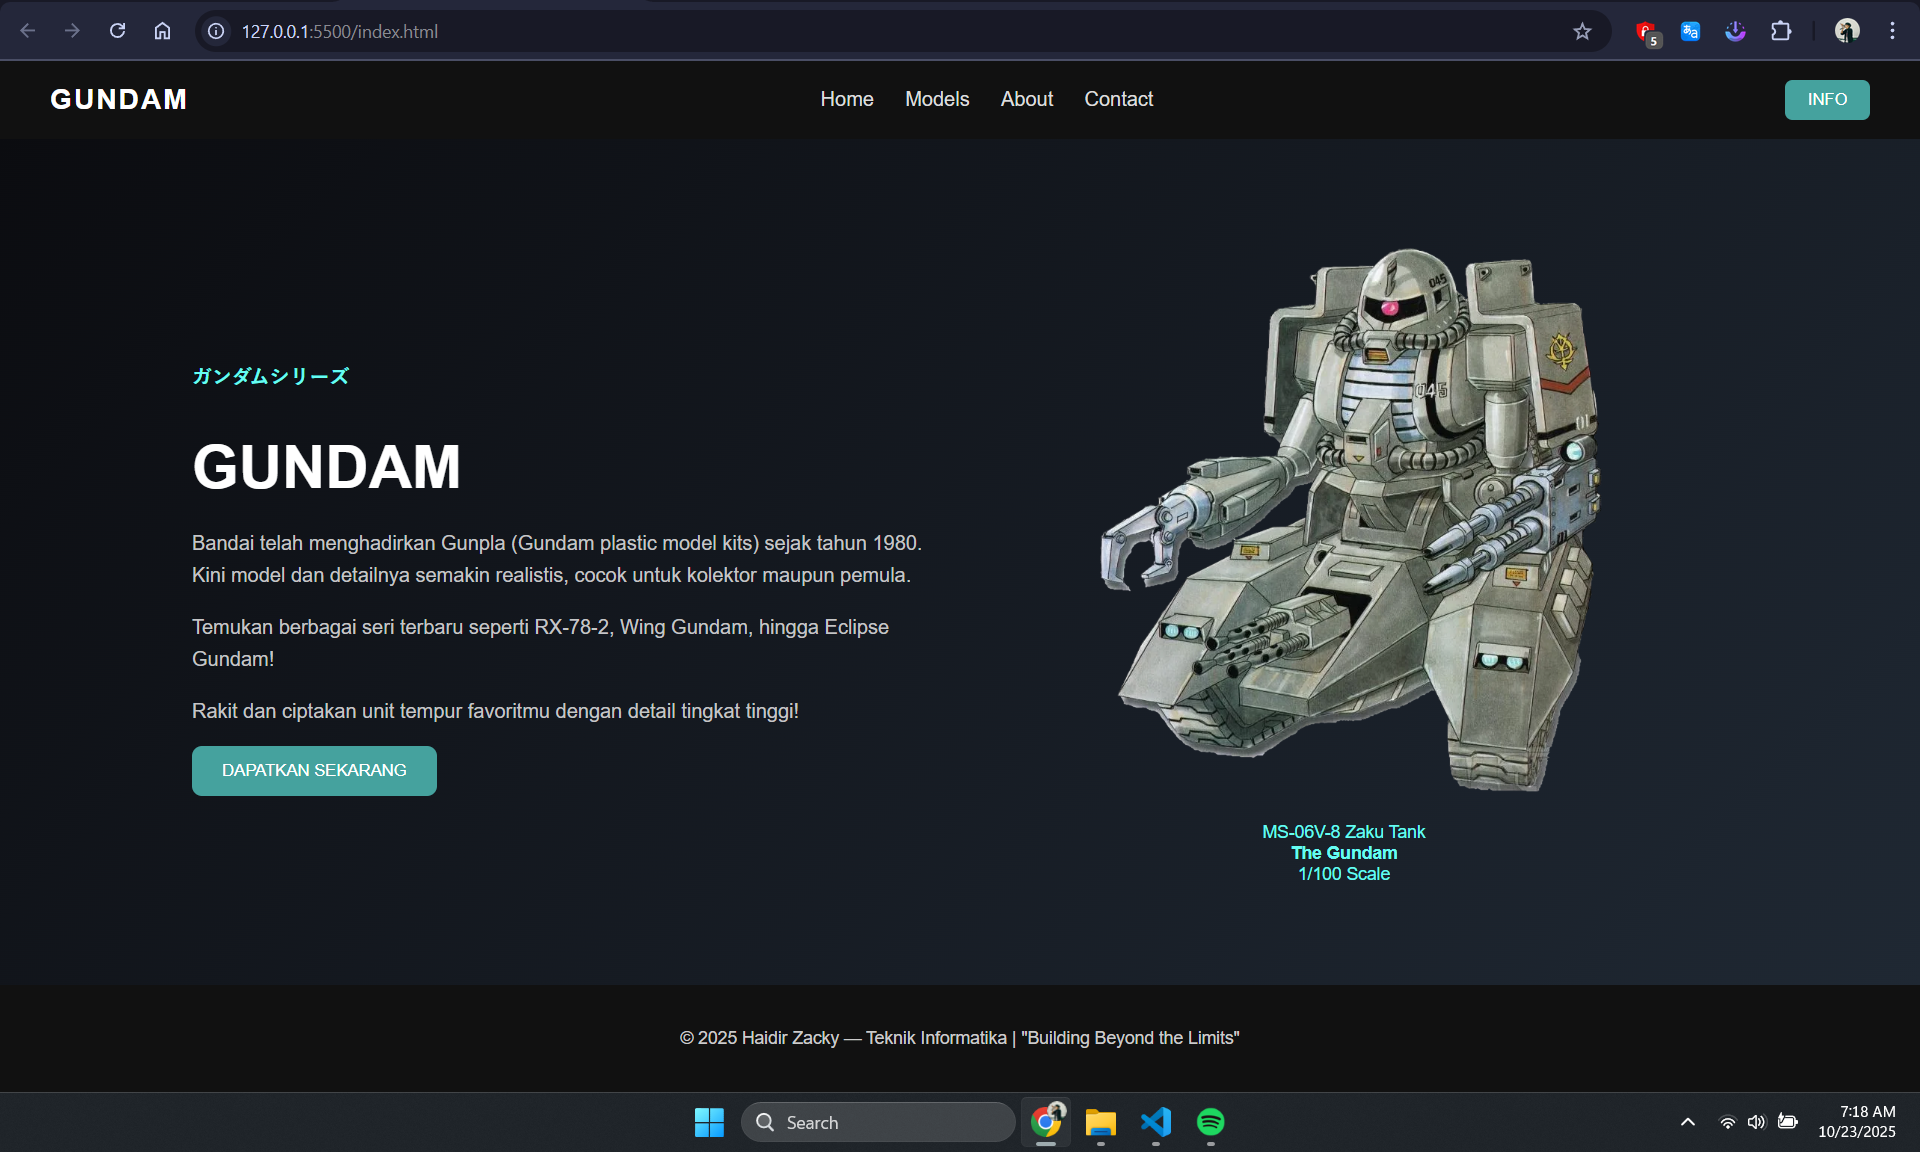 127.0.0.1:5500/index.html
5
GUNDAM
Home Models About Contact
INFO
ガンダムシリーズ
GUNDAM
Bandai telah menghadirkan Gunpla (Gundam plastic model kits) sejak tahun 1980.
Kini model dan detailnya semakin realistis, cocok untuk kolektor maupun pemula.
Temukan berbagai seri terbaru seperti RX-78-2, Wing Gundam, hingga Eclipse
Gundam!
Rakit dan ciptakan unit tempur favoritmu dengan detail tingkat tinggi!
DAPATKAN SEKARANG
045
045
01
MS-06V-8 Zaku Tank
The Gundam
1/100 Scale
© 2025 Haidir Zacky — Teknik Informatika | "Building Beyond the Limits"
Search
7:18 AM
10/23/2025